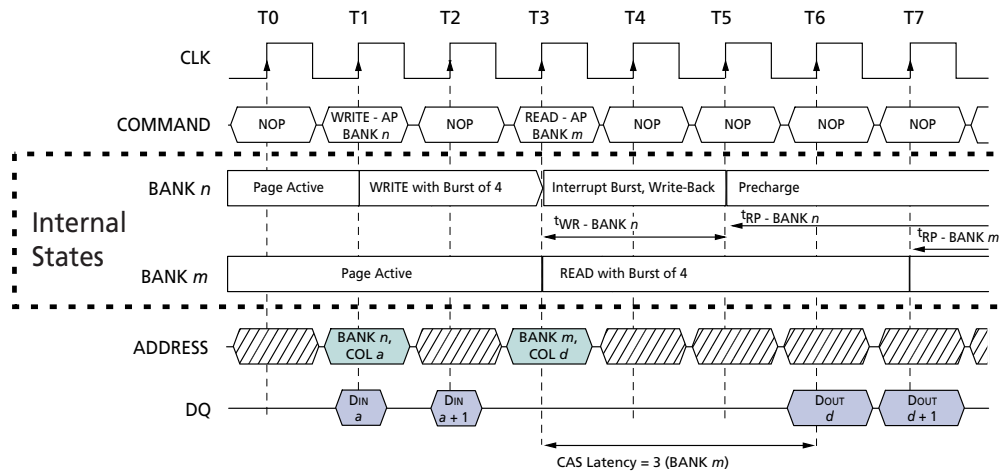 T0 T1 T2 T3 T4 T5 T6 T7
CLK
COMMAND NOP WRITE - AP NOP READ - AP NOP NOP NOP NOP
BANK n BANK m
BANK n Page Active WRITE with Burst of 4 Interrupt Burst, Write-Back Precharge
Internal
States
tWR - BANK n tRP - BANK n
tRP - BANK m
BANK m Page Active READ with Burst of 4
ADDRESS BANK n, BANK m,
COL a COL d
DQ DIN DIN DOUT DOUT
a a + 1 d d + 1
CAS Latency = 3 (BANK m)